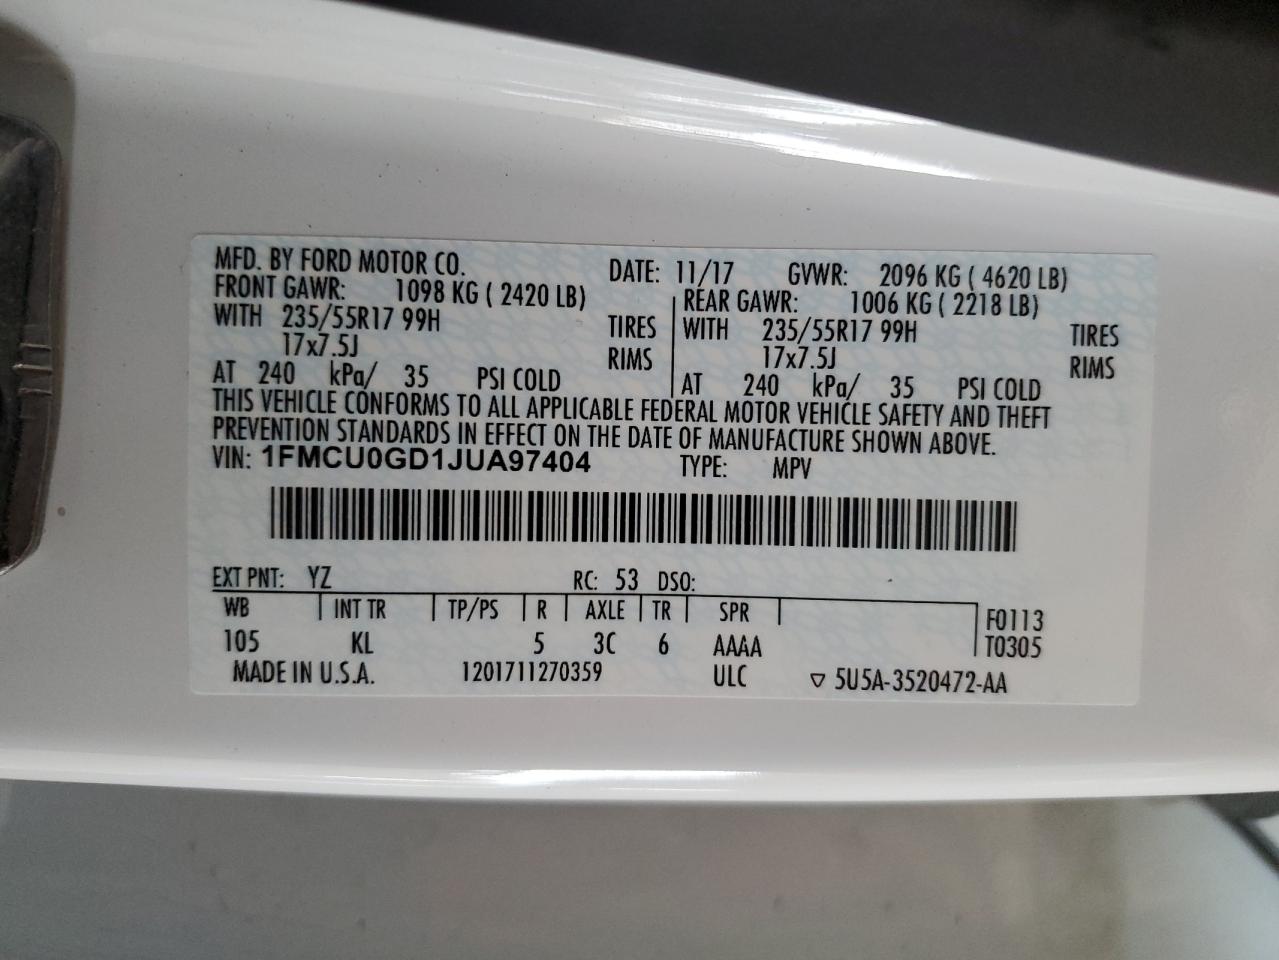 MFD. BY FORD MOTOR CO. DATE: 11/17 GVWR: 2096 KG ( 4620 LB)
FRONT GAWR: 1098 KG ( 2420 LB) REAR GAWR: 1006 KG ( 2218 LB)
WITH 235/55R17 99H TIRES WITH 235/55R17 99H TIRES
17x7.5J RIMS 17x7.5J RIMS
AT 240 kPa/ 35 PSI COLD AT 240 kPa/ 35 PSI COLD
THIS VEHICLE CONFORMS TO ALL APPLICABLE FEDERAL MOTOR VEHICLE SAFETY AND THEFT
PREVENTION STANDARDS IN EFFECT ON THE DATE OF MANUFACTURE SHOWN ABOVE.
VIN: 1FMCU0GD1JUA97404 TYPE: MPV
EXT PNT: YZ RC: 53 DSO:
WB INT TR TP/PS R AXLE TR SPR F0113
105 KL 5 3C 6 AAAA T0305
MADE IN U.S.A. 1201711270359 ULC ▽ 5U5A-3520472-AA